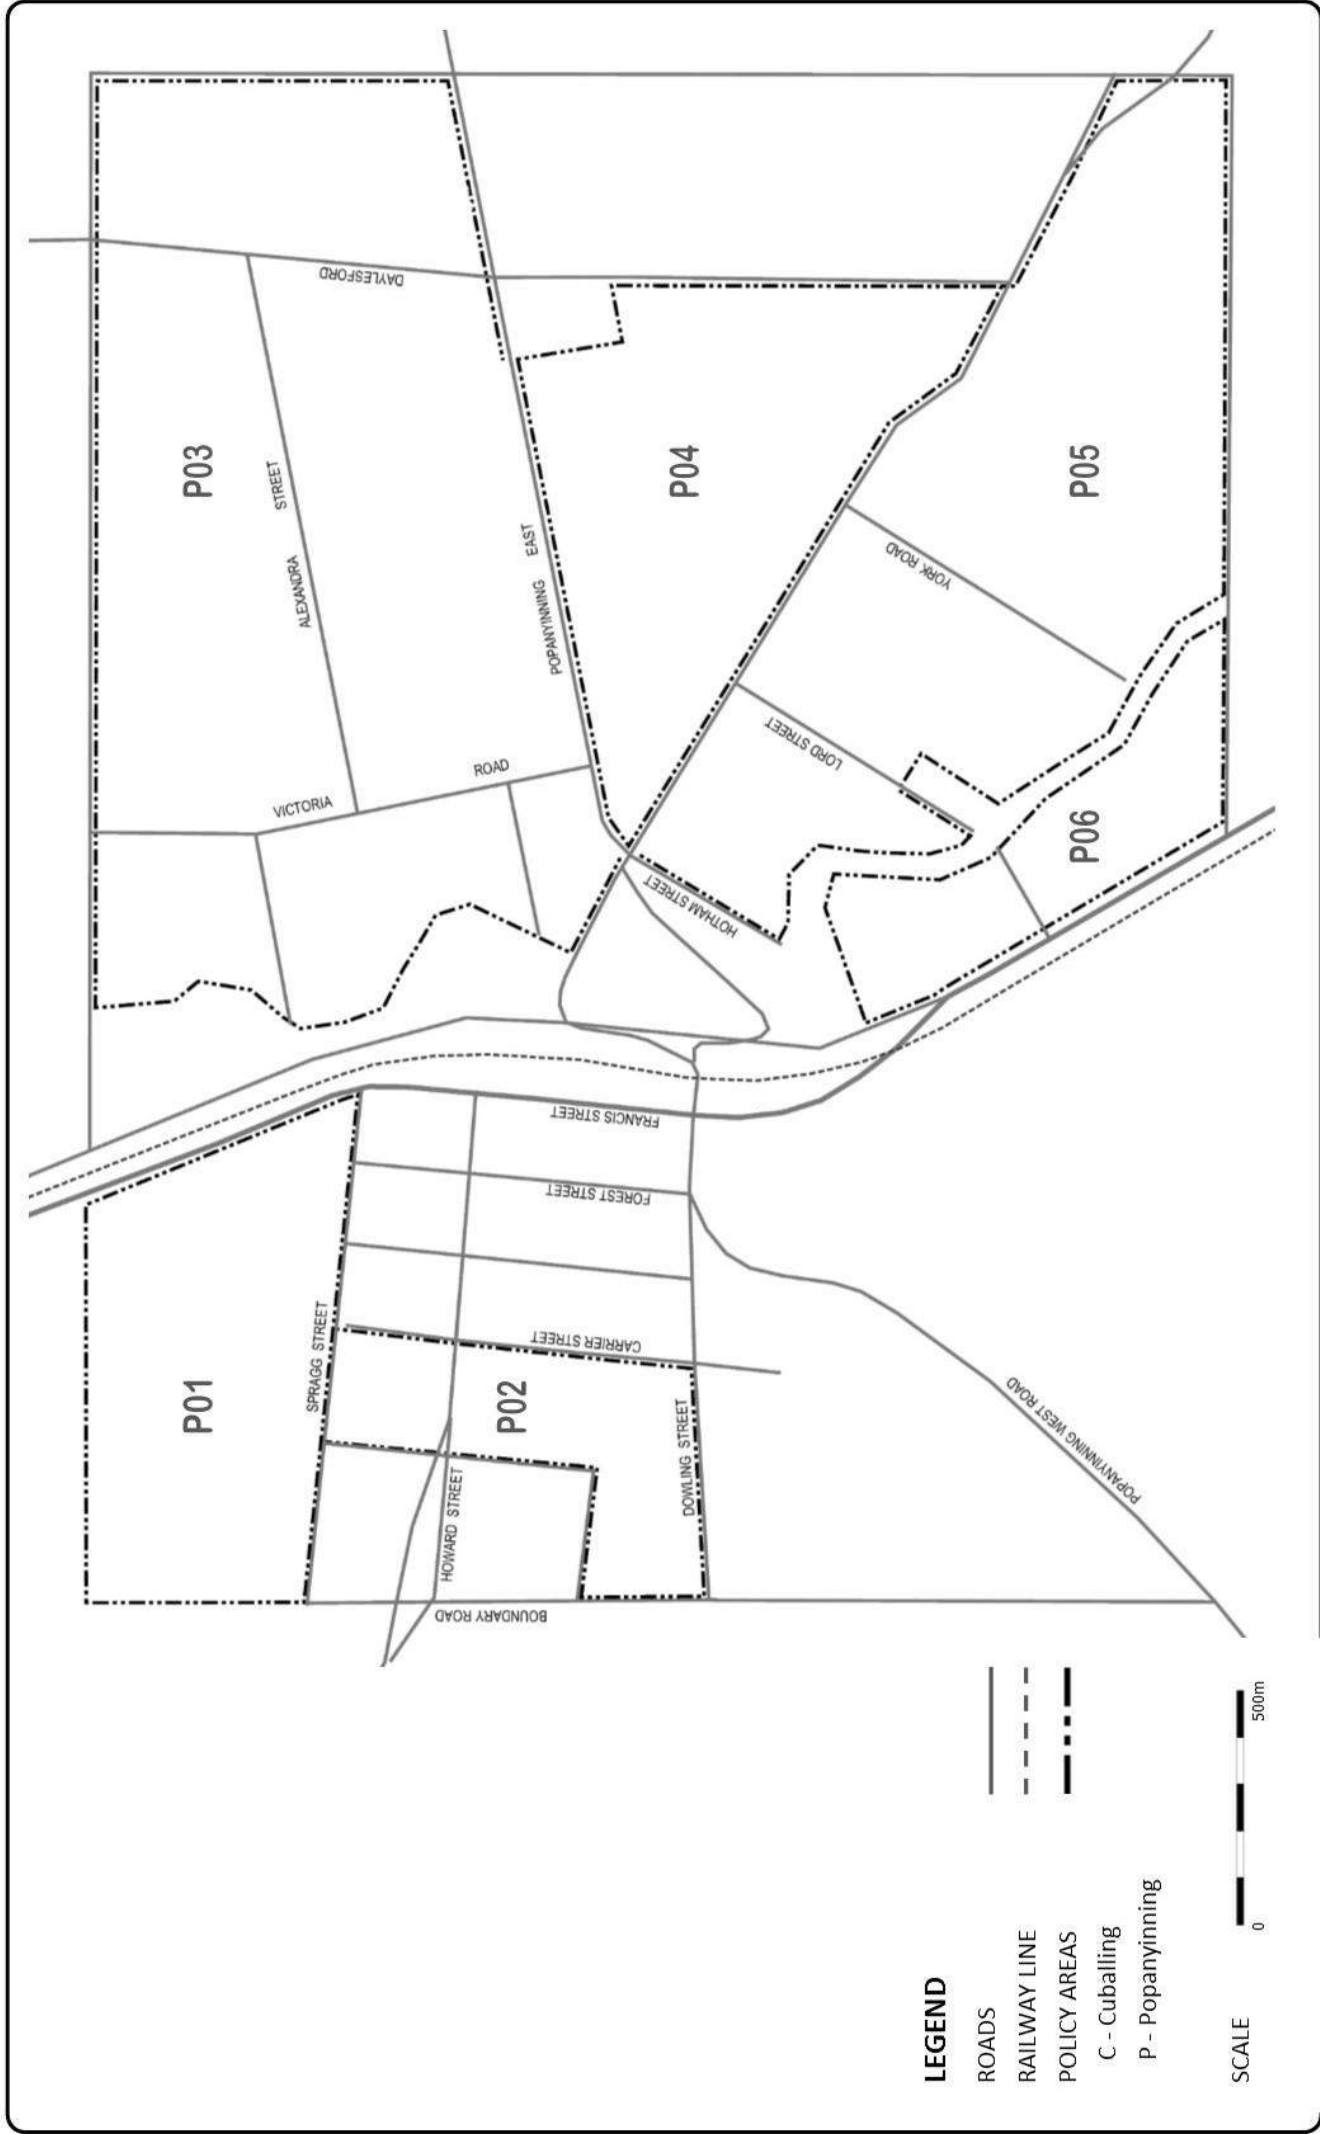 P01
SPRAGG STREET
P02
HOWARD STREET
BOUNDARY ROAD
DOWLING STREET
CARRIER STREET
FOREST STREET
FRANCIS STREET
POPANYINNING WEST ROAD
P03
VICTORIA ROAD
ALEXANDRA STREET
DAYLESFORD
POPANYINNING EAST
P04
HOTHAM STREET
LORD STREET
YORK ROAD
P05
P06
LEGEND
ROADS
RAILWAY LINE
POLICY AREAS
C - Cuballing
P - Popanyinning
SCALE
0 500m